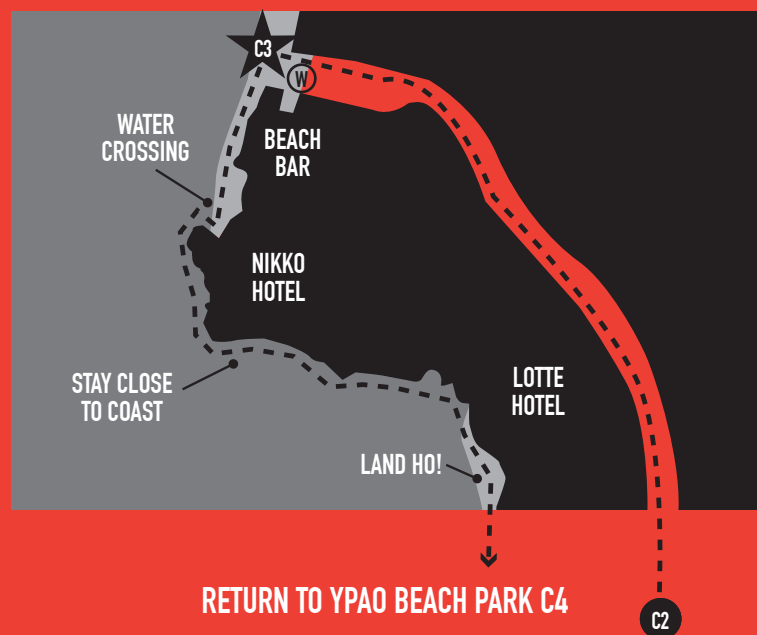 C3
W
WATER
CROSSING
BEACH
BAR
NIKKO
HOTEL
STAY CLOSE
TO COAST
LOTTE
HOTEL
LAND HO!
RETURN TO YPAO BEACH PARK C4
C2